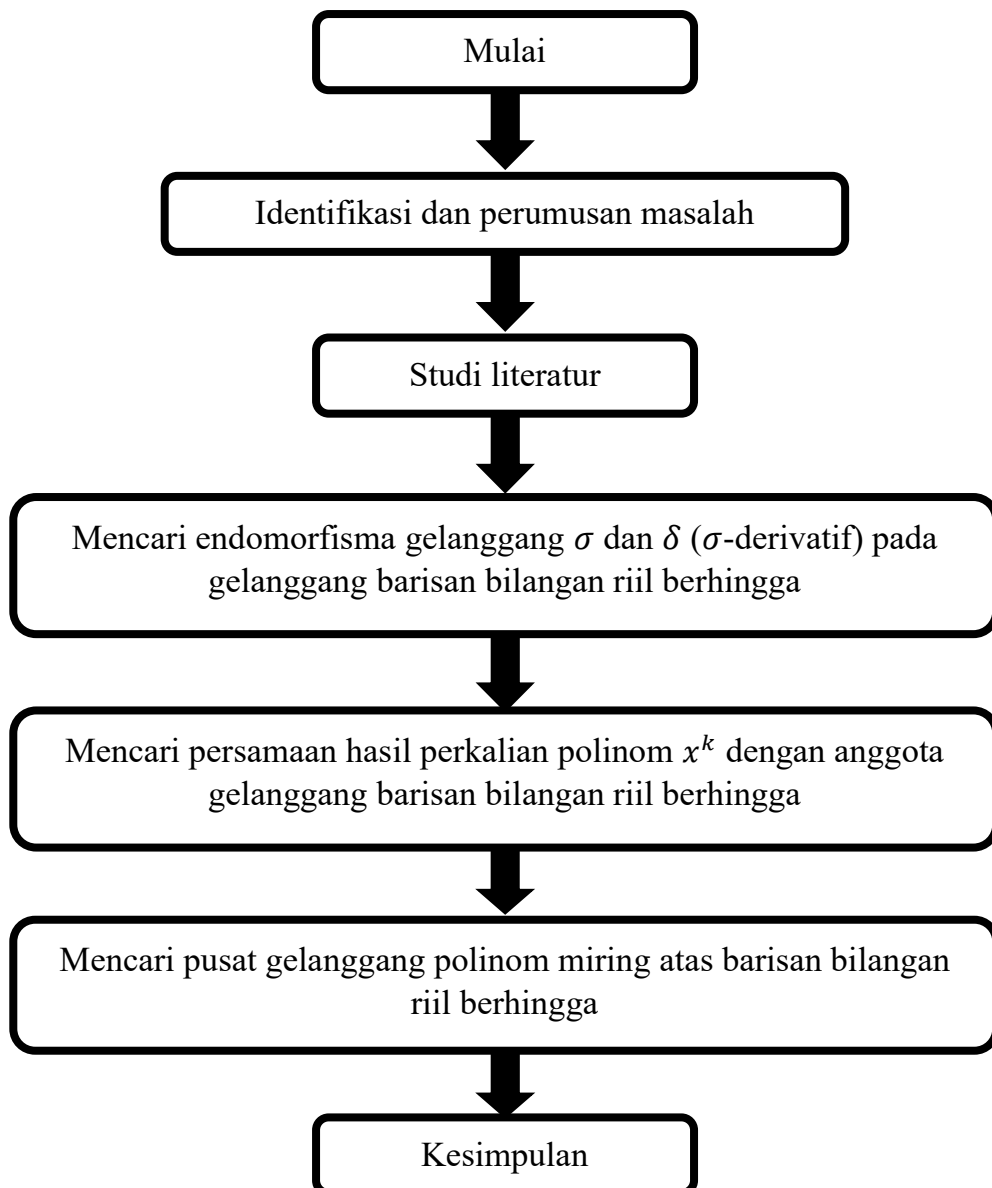 Mulai
Identifikasi dan perumusan masalah
Studi literatur
Mencari endomorfisma gelanggang 𝜎 dan 𝛿 (𝜎-derivatif) pada
gelanggang barisan bilangan riil berhingga
Mencari persamaan hasil perkalian polinom 𝑥^𝑘 dengan anggota
gelanggang barisan bilangan riil berhingga
Mencari pusat gelanggang polinom miring atas barisan bilangan
riil berhingga
Kesimpulan